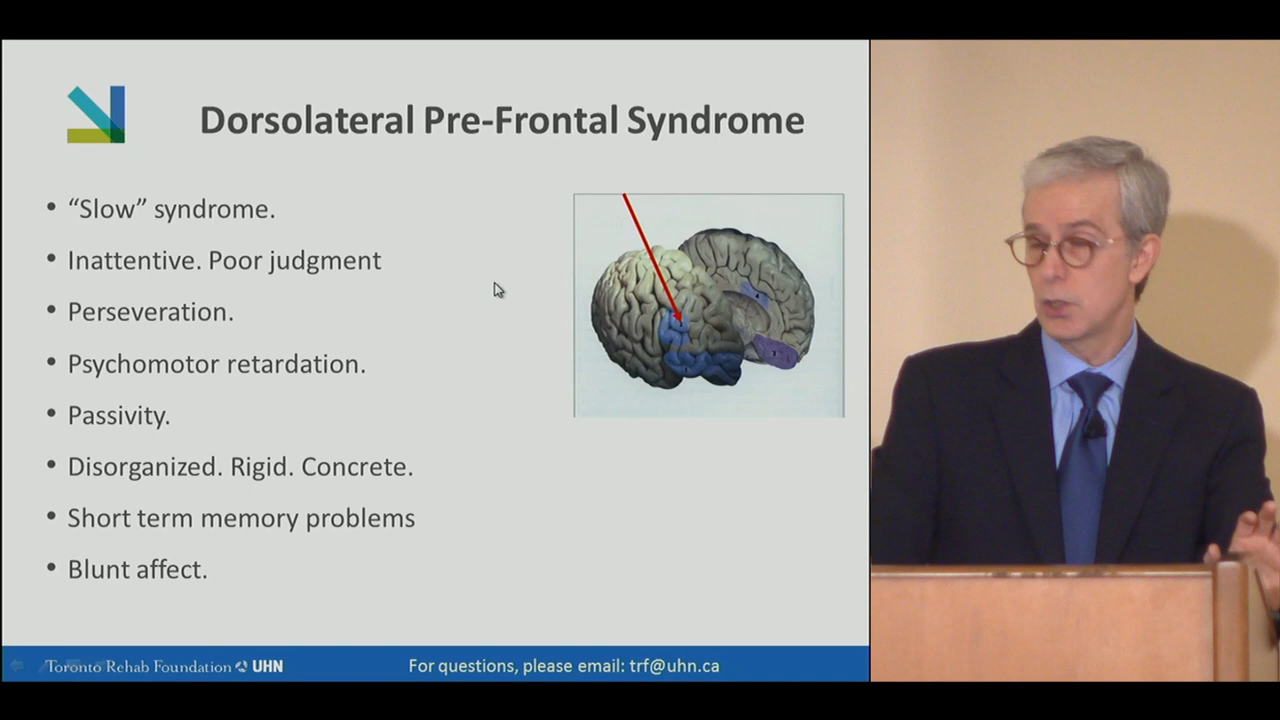 Dorsolateral Pre-Frontal Syndrome
• “Slow” syndrome.
• Inattentive. Poor judgment
• Perseveration.
• Psychomotor retardation.
• Passivity.
• Disorganized. Rigid. Concrete.
• Short term memory problems
• Blunt affect.
Toronto Rehab Foundation UHN
For questions, please email: trf@uhn.ca